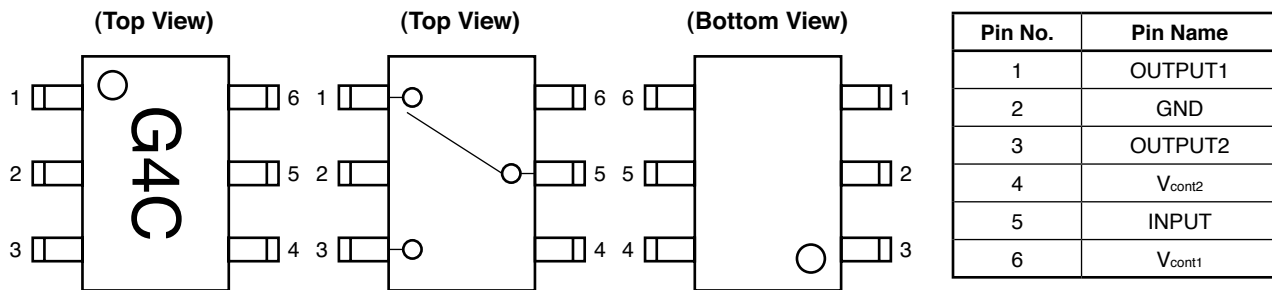 (Top View)
1
2
3
G4C
6
5
4
(Top View)
1
2
3
6
5
4
(Bottom View)
6
5
4
1
2
3
Pin No. Pin Name
1 OUTPUT1
2 GND
3 OUTPUT2
4 Vcont2
5 INPUT
6 Vcont1